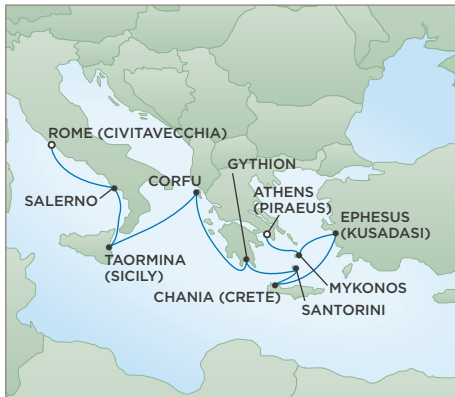 ROME (CIVITAVECCHIA)
GYTHION
CORFU
ATHENS
(PIRAEUS)
SALERNO
EPHESUS
(KUSADASI)
TAORMINA
(SICILY)
MYKONOS
CHANIA (CRETE)
SANTORINI